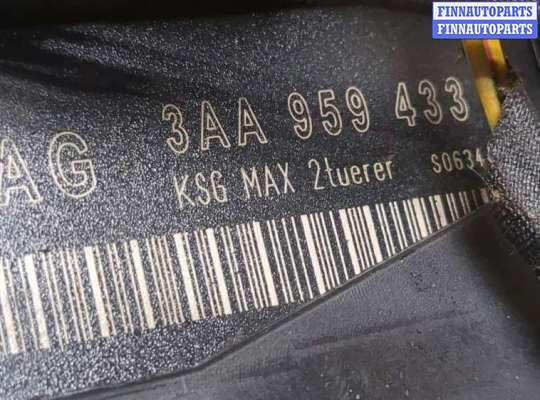 FINNAUTOPARTS
FINNAUTOPARTS
AG 3AA 959 433
KSG MAX 2tuerer S0634